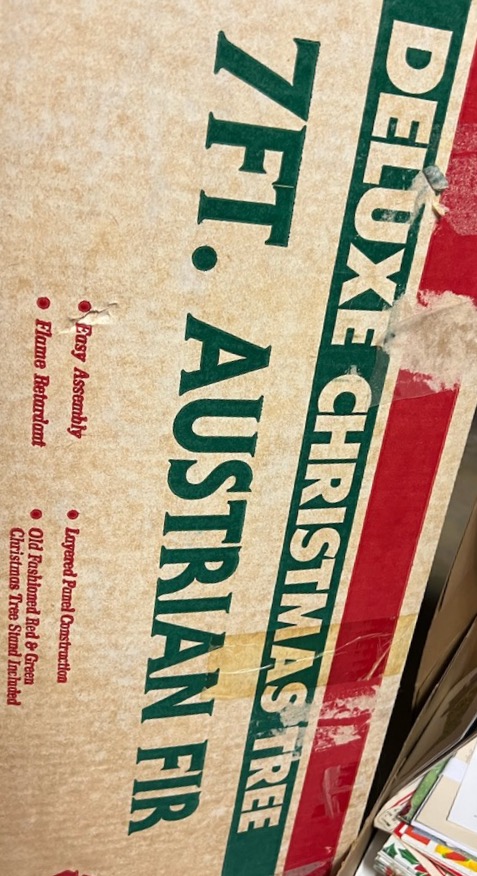 DELUXE CHRISTMAS TREE
7FT. AUSTRIAN FIR
• Easy Assembly
• Flame Retardant
• Layered Panel Construction
• Old Fashioned Red & Green
Christmas Tree Stand Included